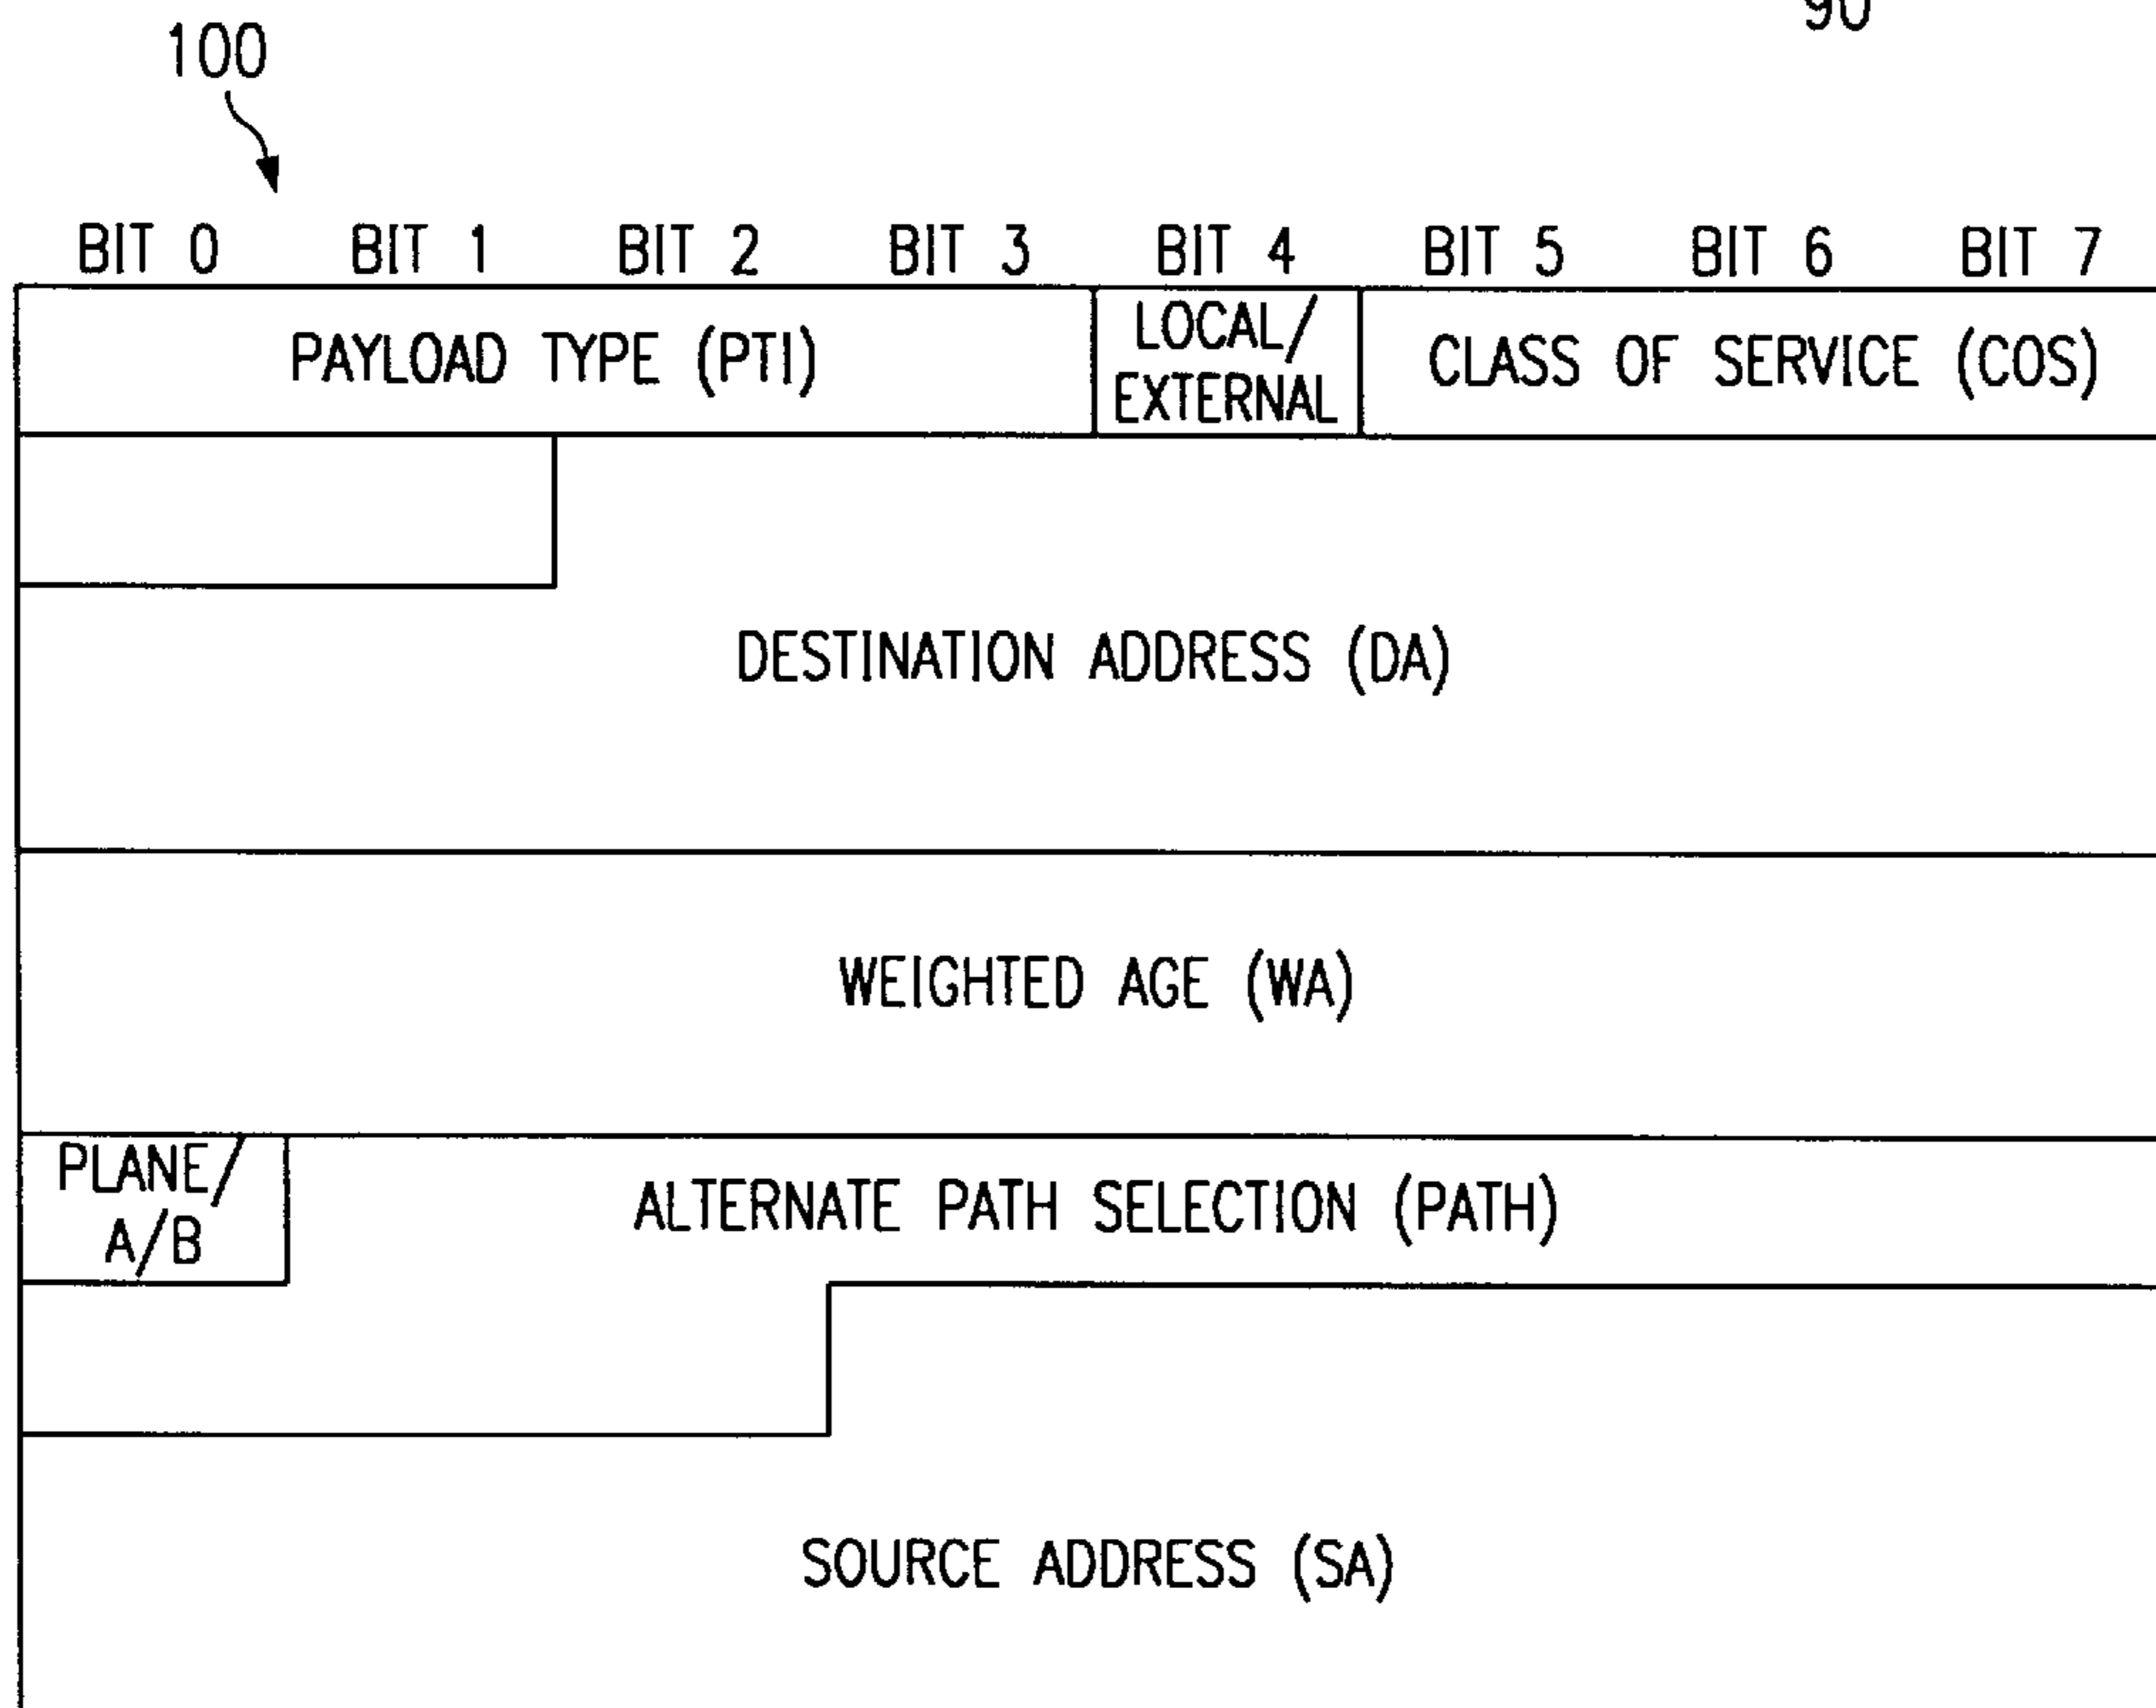 90
100
BIT 0 BIT 1 BIT 2 BIT 3 BIT 4 BIT 5 BIT 6 BIT 7
PAYLOAD TYPE (PTI)
LOCAL/
EXTERNAL
CLASS OF SERVICE (COS)
DESTINATION ADDRESS (DA)
WEIGHTED AGE (WA)
PLANE/
A/B
ALTERNATE PATH SELECTION (PATH)
SOURCE ADDRESS (SA)